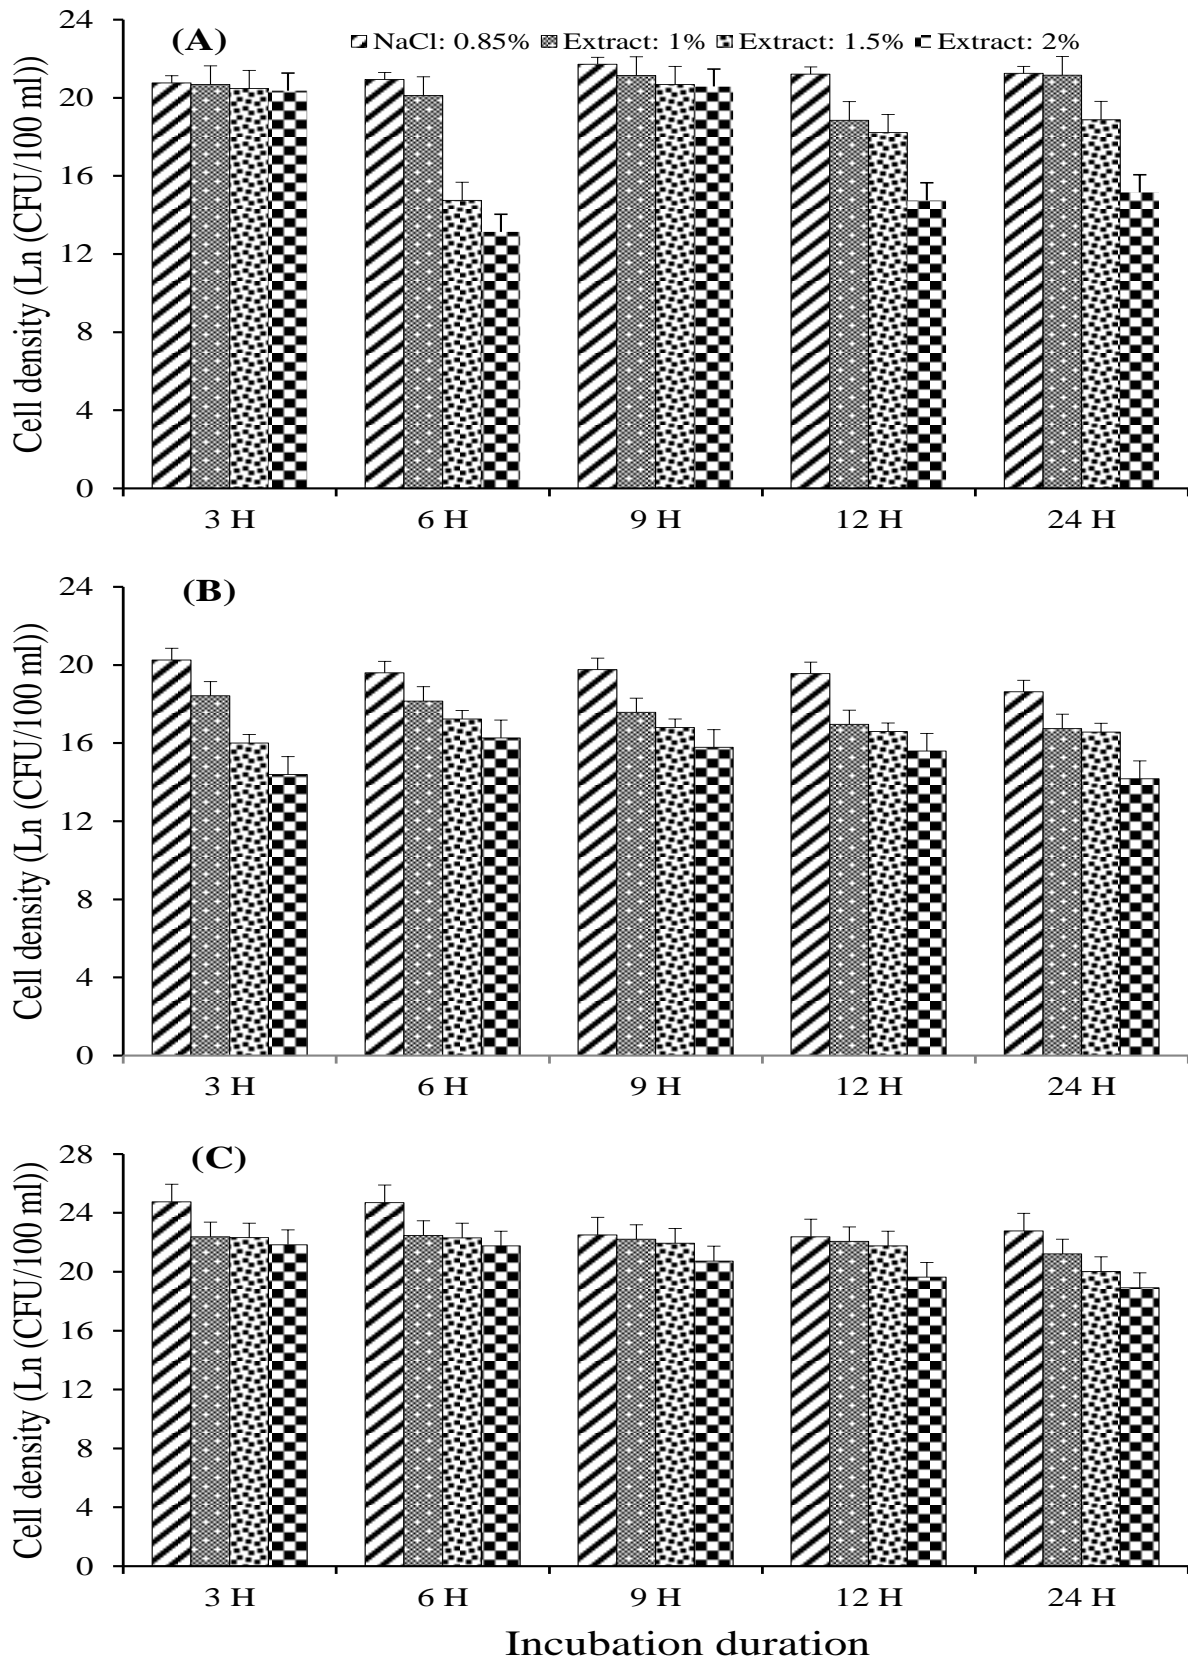 (A)
NaCl: 0.85% Extract: 1% Extract: 1.5% Extract: 2%
Cell density (Ln (CFU/100 ml))
24
20
16
12
8
4
0
3 H 6 H 9 H 12 H 24 H
(B)
Cell density (Ln (CFU/100 ml))
24
20
16
12
8
4
0
3 H 6 H 9 H 12 H 24 H
(C)
Cell density (Ln (CFU/100 ml))
28
24
20
16
12
8
4
0
3 H 6 H 9 H 12 H 24 H
Incubation duration